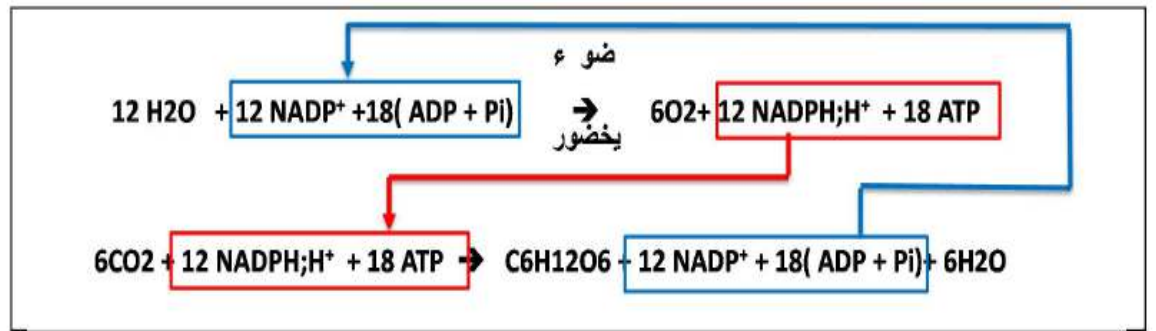 ضو ء
12 H2O + 12 NADP⁺ +18( ADP + Pi) ➔ 6O2+ 12 NADPH;H⁺ + 18 ATP
يخضور
6CO2 + 12 NADPH;H⁺ + 18 ATP ➔ C6H12O6 + 12 NADP⁺ + 18( ADP + Pi)+ 6H2O